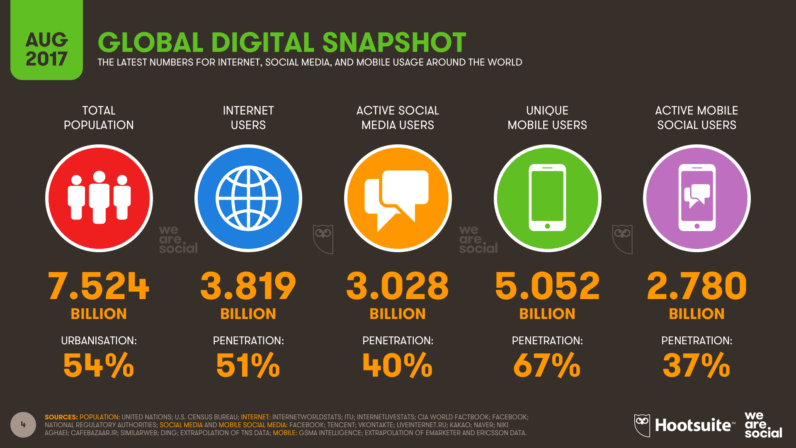 AUG
2017
GLOBAL DIGITAL SNAPSHOT
THE LATEST NUMBERS FOR INTERNET, SOCIAL MEDIA, AND MOBILE USAGE AROUND THE WORLD
TOTAL
POPULATION
INTERNET
USERS
ACTIVE SOCIAL
MEDIA USERS
UNIQUE
MOBILE USERS
ACTIVE MOBILE
SOCIAL USERS
we
are
social
we
are
social
7.524
BILLION
3.819
BILLION
3.028
BILLION
5.052
BILLION
2.780
BILLION
URBANISATION:
54%
PENETRATION:
51%
PENETRATION:
40%
PENETRATION:
67%
PENETRATION:
37%
4
SOURCES: POPULATION: UNITED NATIONS; U.S. CENSUS BUREAU; INTERNET: INTERNETWORLDSTATS; ITU; INTERNETLIVESTATS; CIA WORLD FACTBOOK; FACEBOOK;
NATIONAL REGULATORY AUTHORITIES; SOCIAL MEDIA AND MOBILE SOCIAL MEDIA: FACEBOOK; TENCENT; VKONTAKTE; LIVEINTERNET.RU; KAKAO; NAVER; NIKI
AGHAEI; CAFEBAZAAR.IR; SIMILARWEB; DING; EXTRAPOLATION OF TNS DATA; MOBILE: GSMA INTELLIGENCE; EXTRAPOLATION OF EMARKETER AND ERICSSON DATA.
Hootsuite™
we
are
social